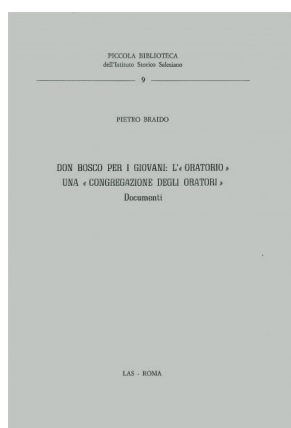 PICCOLA BIBLIOTECA
dell'Istituto Storico Salesiano
9
PIETRO BRAIDO
DON BOSCO PER I GIOVANI: L'« ORATORIO »
UNA « CONGREGAZIONE DEGLI ORATORI »
Documenti
LAS - ROMA